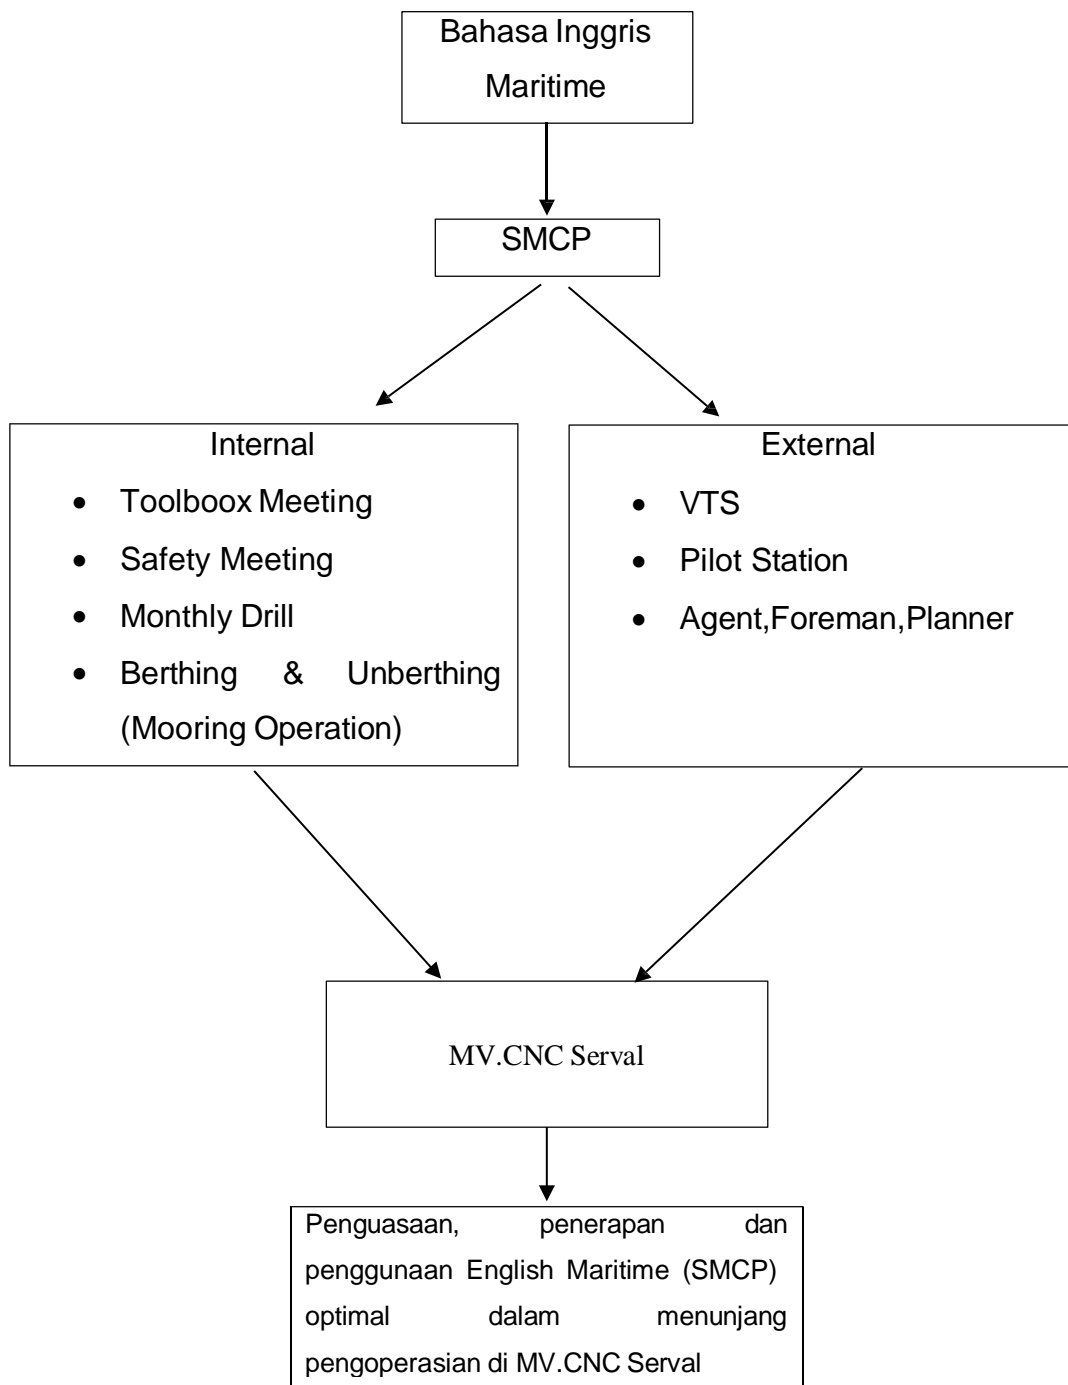 Bahasa Inggris
Maritime
SMCP
Internal
• Toolboox Meeting
• Safety Meeting
• Monthly Drill
• Berthing & Unberthing
(Mooring Operation)
External
• VTS
• Pilot Station
• Agent,Foreman,Planner
MV.CNC Serval
Penguasaan, penerapan dan
penggunaan English Maritime (SMCP)
optimal dalam menunjang
pengoperasian di MV.CNC Serval